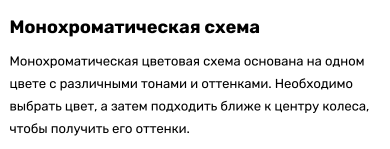 Монохроматическая схема
Монохроматическая цветовая схема основана на одном
цвете с различными тонами и оттенками. Необходимо
выбрать цвет, а затем подходить ближе к центру колеса,
чтобы получить его оттенки.